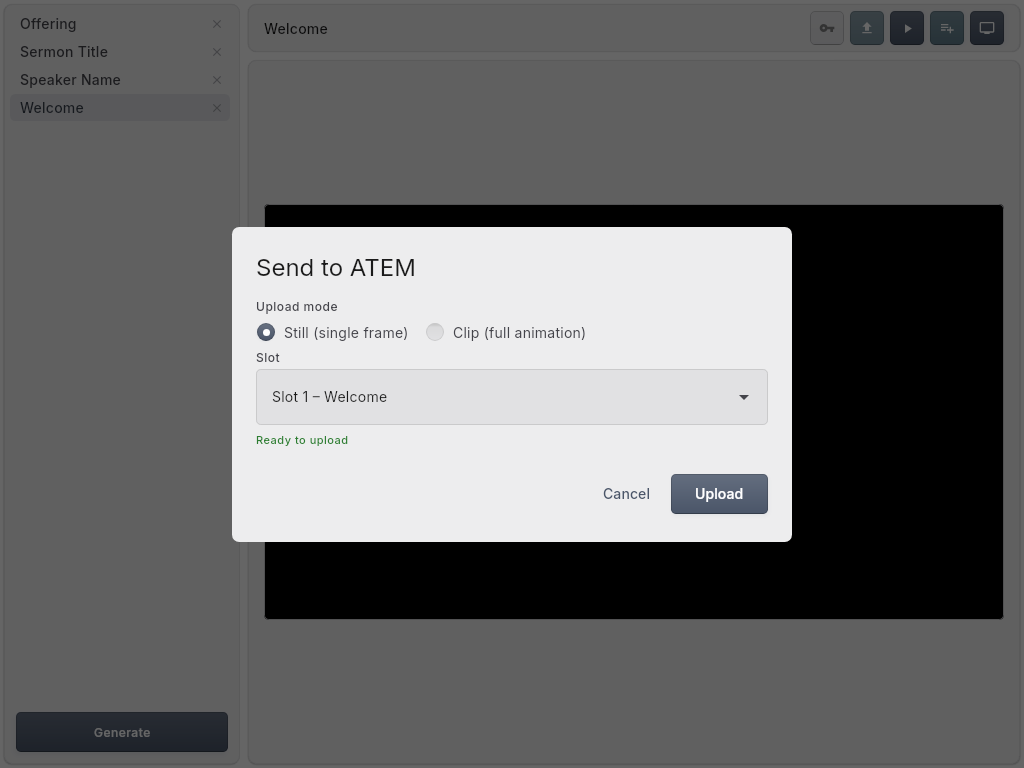 Offering
Sermon Title
Speaker Name
Welcome
Generate
Welcome
Send to ATEM
Upload mode
Still (single frame) Clip (full animation)
Slot
Slot 1 – Welcome
Ready to upload
Cancel Upload